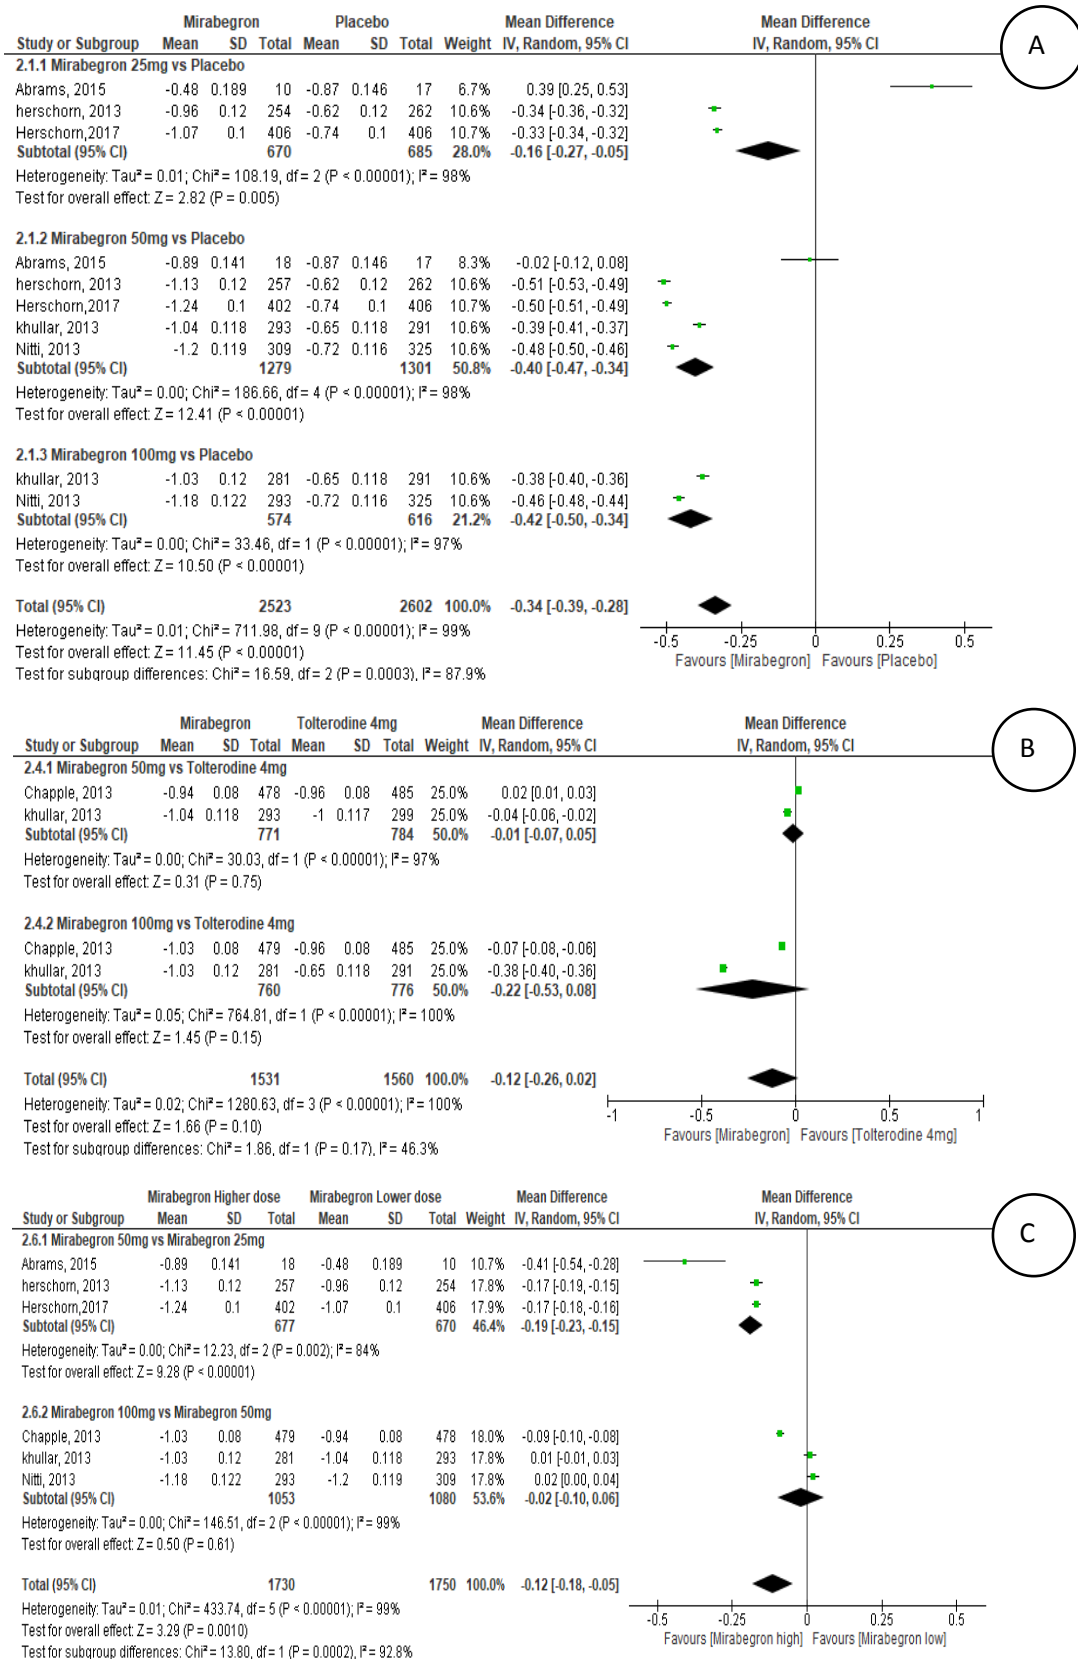 Mirabegron Placebo Mean Difference Mean Difference
Study or Subgroup Mean SD Total Mean SD Total Weight IV, Random, 95% CI IV, Random, 95% CI
A
2.1.1 Mirabegron 25mg vs Placebo
Abrams, 2015 -0.48 0.189 10 -0.87 0.146 17 6.7% 0.39 [0.25, 0.53]
herschorn, 2013 -0.96 0.12 254 -0.62 0.12 262 10.6% -0.34 [-0.36, -0.32]
Herschorn,2017 -1.07 0.1 406 -0.74 0.1 406 10.7% -0.33 [-0.34, -0.32]
Subtotal (95% CI) 670 685 28.0% -0.16 [-0.27, -0.05]
Heterogeneity: Tau² = 0.01; Chi² = 108.19, df = 2 (P < 0.00001); I² = 98%
Test for overall effect: Z = 2.82 (P = 0.005)
2.1.2 Mirabegron 50mg vs Placebo
Abrams, 2015 -0.89 0.141 18 -0.87 0.146 17 8.3% -0.02 [-0.12, 0.08]
herschorn, 2013 -1.13 0.12 257 -0.62 0.12 262 10.6% -0.51 [-0.53, -0.49]
Herschorn,2017 -1.24 0.1 402 -0.74 0.1 406 10.7% -0.50 [-0.51, -0.49]
khullar, 2013 -1.04 0.118 293 -0.65 0.118 291 10.6% -0.39 [-0.41, -0.37]
Nitti, 2013 -1.2 0.119 309 -0.72 0.116 325 10.6% -0.48 [-0.50, -0.46]
Subtotal (95% CI) 1279 1301 50.8% -0.40 [-0.47, -0.34]
Heterogeneity: Tau² = 0.00; Chi² = 186.66, df = 4 (P < 0.00001); I² = 98%
Test for overall effect: Z = 12.41 (P < 0.00001)
2.1.3 Mirabegron 100mg vs Placebo
khullar, 2013 -1.03 0.12 281 -0.65 0.118 291 10.6% -0.38 [-0.40, -0.36]
Nitti, 2013 -1.18 0.122 293 -0.72 0.116 325 10.6% -0.46 [-0.48, -0.44]
Subtotal (95% CI) 574 616 21.2% -0.42 [-0.50, -0.34]
Heterogeneity: Tau² = 0.00; Chi² = 33.46, df = 1 (P < 0.00001); I² = 97%
Test for overall effect: Z = 10.50 (P < 0.00001)
Total (95% CI) 2523 2602 100.0% -0.34 [-0.39, -0.28]
Heterogeneity: Tau² = 0.01; Chi² = 711.98, df = 9 (P < 0.00001); I² = 99%
Test for overall effect: Z = 11.45 (P < 0.00001)
Test for subgroup differences: Chi² = 16.59, df = 2 (P = 0.0003), I² = 87.9%
-0.5 -0.25 0 0.25 0.5
Favours [Mirabegron] Favours [Placebo]
Mirabegron Tolterodine 4mg Mean Difference Mean Difference
Study or Subgroup Mean SD Total Mean SD Total Weight IV, Random, 95% CI IV, Random, 95% CI
B
2.4.1 Mirabegron 50mg vs Tolterodine 4mg
Chapple, 2013 -0.94 0.08 478 -0.96 0.08 485 25.0% 0.02 [0.01, 0.03]
khullar, 2013 -1.04 0.118 293 -1 0.117 299 25.0% -0.04 [-0.06, -0.02]
Subtotal (95% CI) 771 784 50.0% -0.01 [-0.07, 0.05]
Heterogeneity: Tau² = 0.00; Chi² = 30.03, df = 1 (P < 0.00001); I² = 97%
Test for overall effect: Z = 0.31 (P = 0.75)
2.4.2 Mirabegron 100mg vs Tolterodine 4mg
Chapple, 2013 -1.03 0.08 479 -0.96 0.08 485 25.0% -0.07 [-0.08, -0.06]
khullar, 2013 -1.03 0.12 281 -0.65 0.118 291 25.0% -0.38 [-0.40, -0.36]
Subtotal (95% CI) 760 776 50.0% -0.22 [-0.53, 0.08]
Heterogeneity: Tau² = 0.05; Chi² = 764.81, df = 1 (P < 0.00001); I² = 100%
Test for overall effect: Z = 1.45 (P = 0.15)
Total (95% CI) 1531 1560 100.0% -0.12 [-0.26, 0.02]
Heterogeneity: Tau² = 0.02; Chi² = 1280.63, df = 3 (P < 0.00001); I² = 100%
Test for overall effect: Z = 1.66 (P = 0.10)
Test for subgroup differences: Chi² = 1.86, df = 1 (P = 0.17), I² = 46.3%
-1 -0.5 0 0.5 1
Favours [Mirabegron] Favours [Tolterodine 4mg]
Mirabegron Higher dose Mirabegron Lower dose Mean Difference Mean Difference
Study or Subgroup Mean SD Total Mean SD Total Weight IV, Random, 95% CI IV, Random, 95% CI
C
2.6.1 Mirabegron 50mg vs Mirabegron 25mg
Abrams, 2015 -0.89 0.141 18 -0.48 0.189 10 10.7% -0.41 [-0.54, -0.28]
herschorn, 2013 -1.13 0.12 257 -0.96 0.12 254 17.8% -0.17 [-0.19, -0.15]
Herschorn,2017 -1.24 0.1 402 -1.07 0.1 406 17.9% -0.17 [-0.18, -0.16]
Subtotal (95% CI) 677 670 46.4% -0.19 [-0.23, -0.15]
Heterogeneity: Tau² = 0.00; Chi² = 12.23, df = 2 (P = 0.002); I² = 84%
Test for overall effect: Z = 9.28 (P < 0.00001)
2.6.2 Mirabegron 100mg vs Mirabegron 50mg
Chapple, 2013 -1.03 0.08 479 -0.94 0.08 478 18.0% -0.09 [-0.10, -0.08]
khullar, 2013 -1.03 0.12 281 -1.04 0.118 293 17.8% 0.01 [-0.01, 0.03]
Nitti, 2013 -1.18 0.122 293 -1.2 0.119 309 17.8% 0.02 [0.00, 0.04]
Subtotal (95% CI) 1053 1080 53.6% -0.02 [-0.10, 0.06]
Heterogeneity: Tau² = 0.00; Chi² = 146.51, df = 2 (P < 0.00001); I² = 99%
Test for overall effect: Z = 0.50 (P = 0.61)
Total (95% CI) 1730 1750 100.0% -0.12 [-0.18, -0.05]
Heterogeneity: Tau² = 0.01; Chi² = 433.74, df = 5 (P < 0.00001); I² = 99%
Test for overall effect: Z = 3.29 (P = 0.0010)
Test for subgroup differences: Chi² = 13.80, df = 1 (P = 0.0002), I² = 92.8%
-0.5 -0.25 0 0.25 0.5
Favours [Mirabegron high] Favours [Mirabegron low]